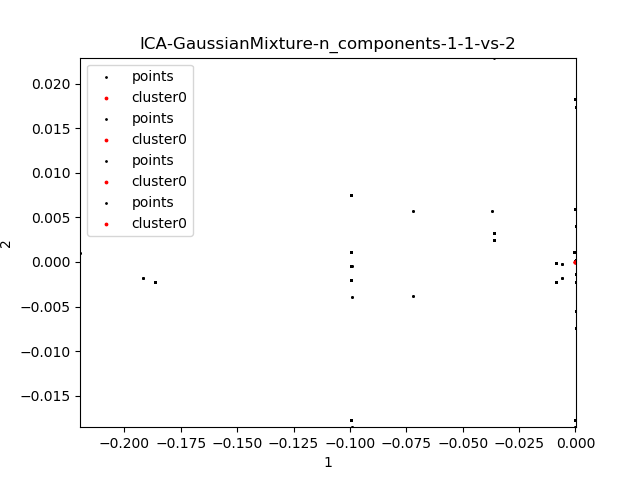 ICA-GaussianMixture-n_components-1-1-vs-2
points
cluster0
points
cluster0
points
cluster0
points
cluster0
0.020
0.015
0.010
0.005
0.000
−0.005
−0.010
−0.015
2
−0.200 −0.175 −0.150 −0.125 −0.100 −0.075 −0.050 −0.025 0.000
1